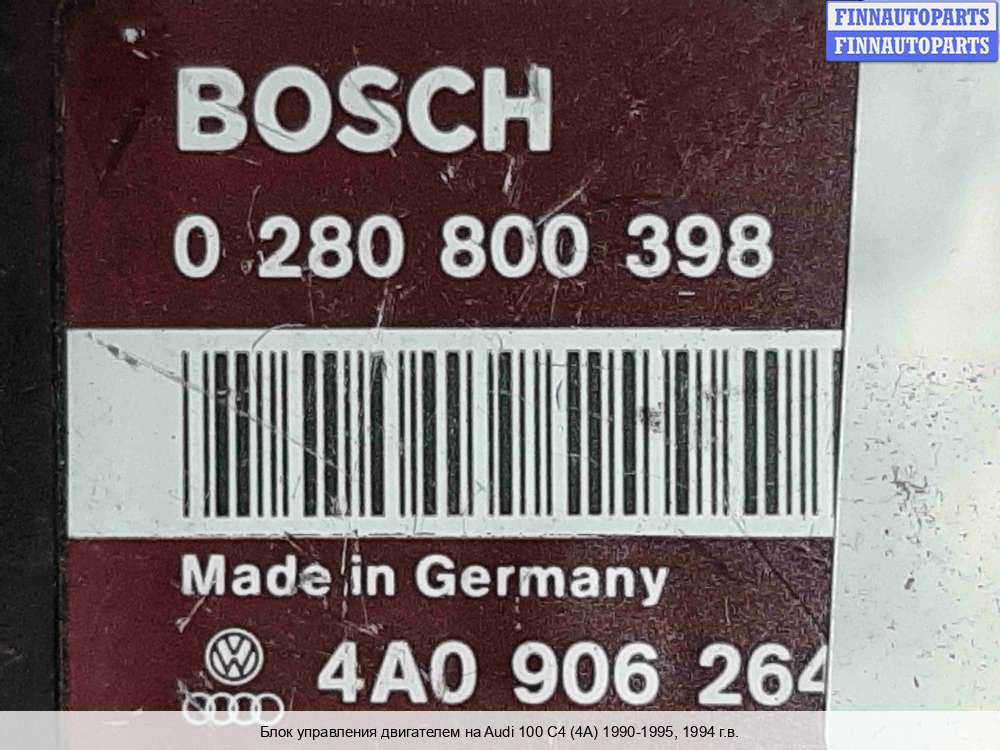 FINNAUTOPARTS
FINNAUTOPARTS
BOSCH
0 280 800 398
Made in Germany
4A0 906 264
Блок управления двигателем на Audi 100 C4 (4A) 1990-1995, 1994 г.в.